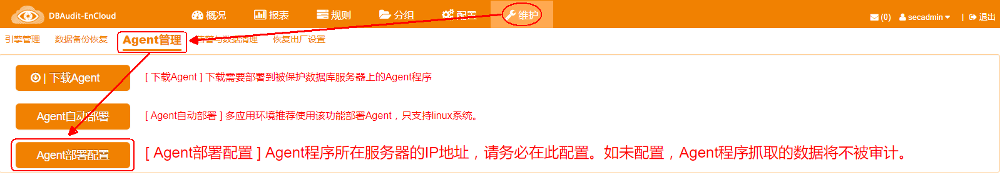 DBAudit-EnCloud 概况 报表 规则 分组 配置 维护 (0) secadmin | 退出
引擎管理 数据备份恢复 Agent管理 告警与数据清理 恢复出厂设置
| 下载Agent [ 下载Agent ] 下载需要部署到被保护数据库服务器上的Agent程序
Agent自动部署 [ Agent自动部署 ] 多应用环境推荐使用该功能部署Agent，只支持linux系统。
Agent部署配置 [ Agent部署配置 ] Agent程序所在服务器的IP地址，请务必在此配置。如未配置，Agent程序抓取的数据将不被审计。